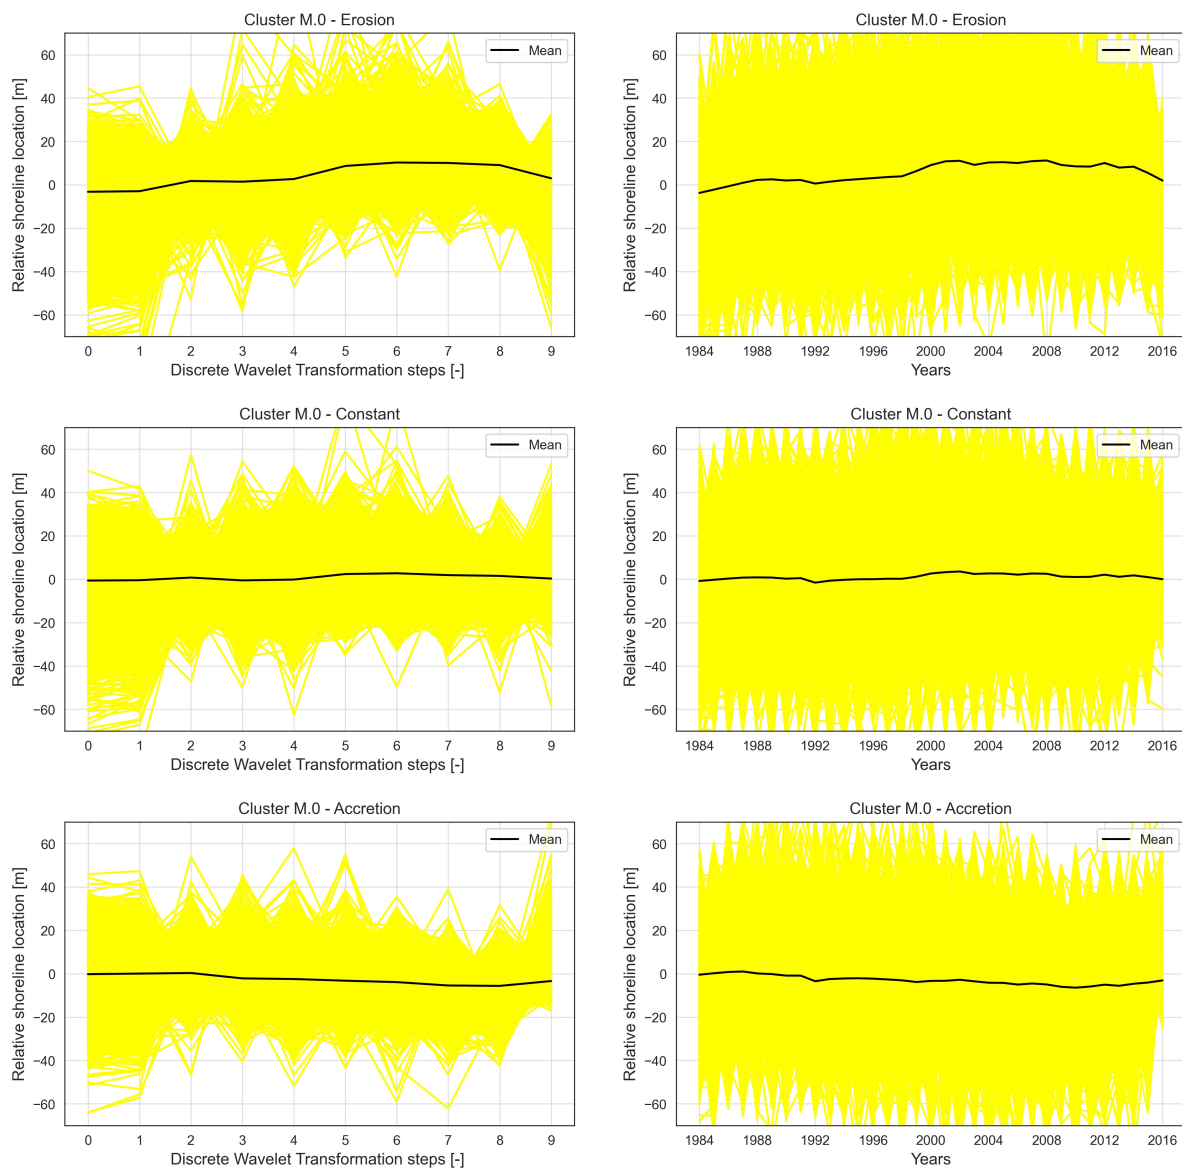 Cluster M.0 - Erosion
Relative shoreline location [m]
60
40
20
0
−20
−40
−60
Mean
0 1 2 3 4 5 6 7 8 9
Discrete Wavelet Transformation steps [-]
Cluster M.0 - Erosion
Relative shoreline location [m]
60
40
20
0
−20
−40
−60
Mean
1984 1988 1992 1996 2000 2004 2008 2012 2016
Years
Cluster M.0 - Constant
Relative shoreline location [m]
60
40
20
0
−20
−40
−60
Mean
0 1 2 3 4 5 6 7 8 9
Discrete Wavelet Transformation steps [-]
Cluster M.0 - Constant
Relative shoreline location [m]
60
40
20
0
−20
−40
−60
Mean
1984 1988 1992 1996 2000 2004 2008 2012 2016
Years
Cluster M.0 - Accretion
Relative shoreline location [m]
60
40
20
0
−20
−40
−60
Mean
0 1 2 3 4 5 6 7 8 9
Discrete Wavelet Transformation steps [-]
Cluster M.0 - Accretion
Relative shoreline location [m]
60
40
20
0
−20
−40
−60
Mean
1984 1988 1992 1996 2000 2004 2008 2012 2016
Years